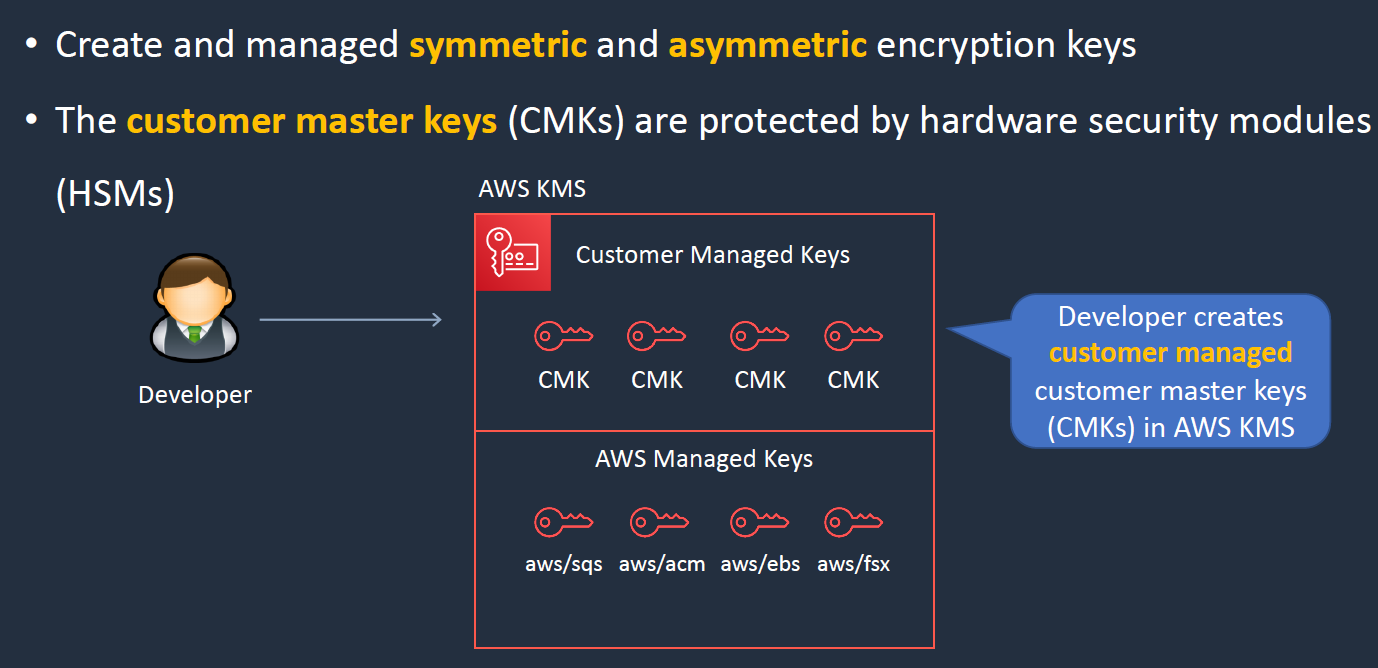 • Create and managed symmetric and asymmetric encryption keys
• The customer master keys (CMKs) are protected by hardware security modules
(HSMs)
AWS KMS
Customer Managed Keys
CMK CMK CMK CMK
Developer
Developer creates
customer managed
customer master keys
(CMKs) in AWS KMS
AWS Managed Keys
aws/sqs aws/acm aws/ebs aws/fsx